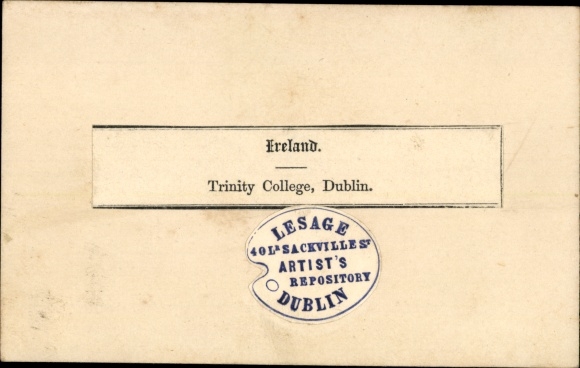 Ireland.
Trinity College, Dublin.
LESAGE
40 Lr SACKVILLE St
ARTIST'S
REPOSITORY
DUBLIN